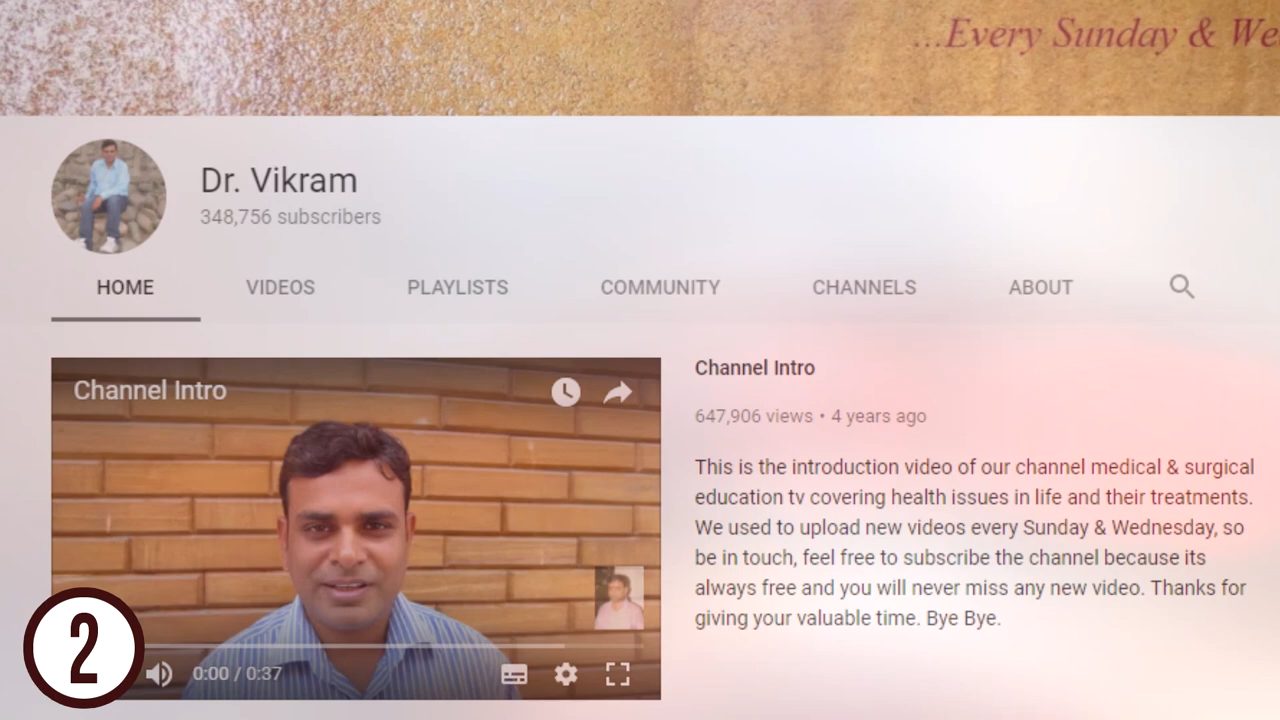 ...Every Sunday & We
Dr. Vikram
348,756 subscribers
HOME VIDEOS PLAYLISTS COMMUNITY CHANNELS ABOUT
Channel Intro
Channel Intro
647,906 views • 4 years ago
This is the introduction video of our channel medical & surgical
education tv covering health issues in life and their treatments.
We used to upload new videos every Sunday & Wednesday, so
be in touch, feel free to subscribe the channel because its
always free and you will never miss any new video. Thanks for
giving your valuable time. Bye Bye.
2
0:00 / 0:37